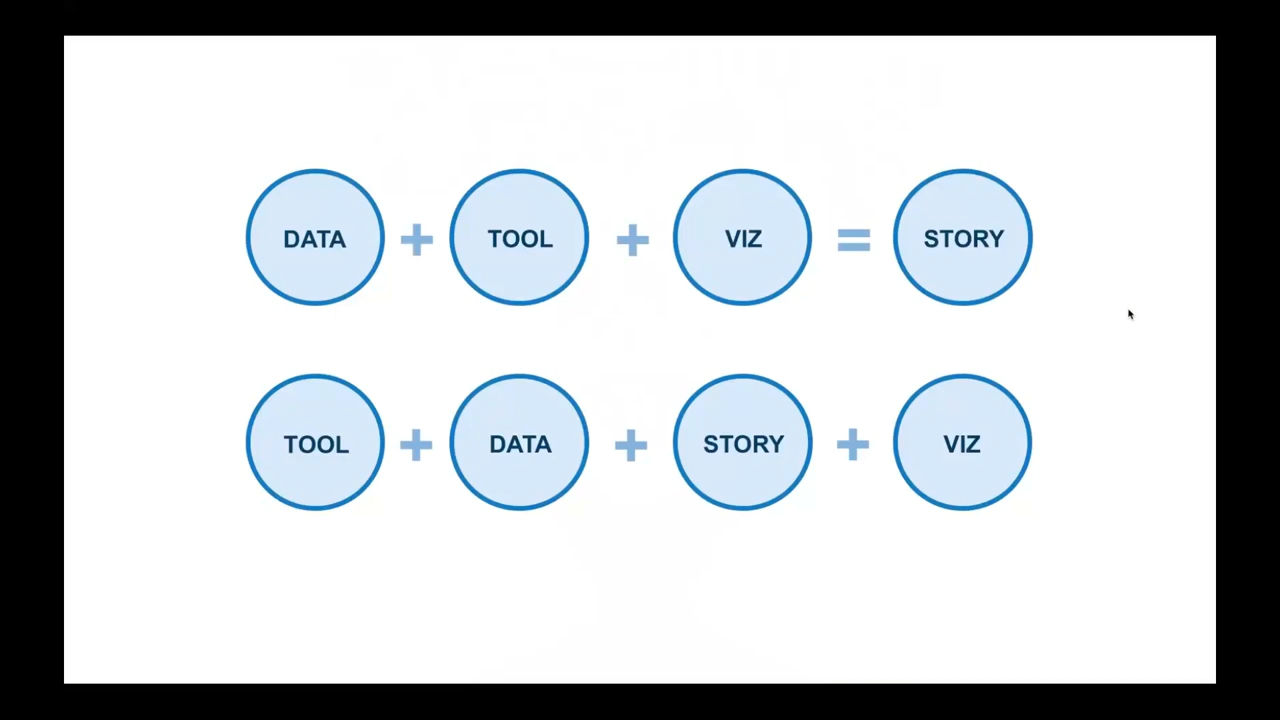 DATA + TOOL + VIZ = STORY
TOOL + DATA + STORY + VIZ